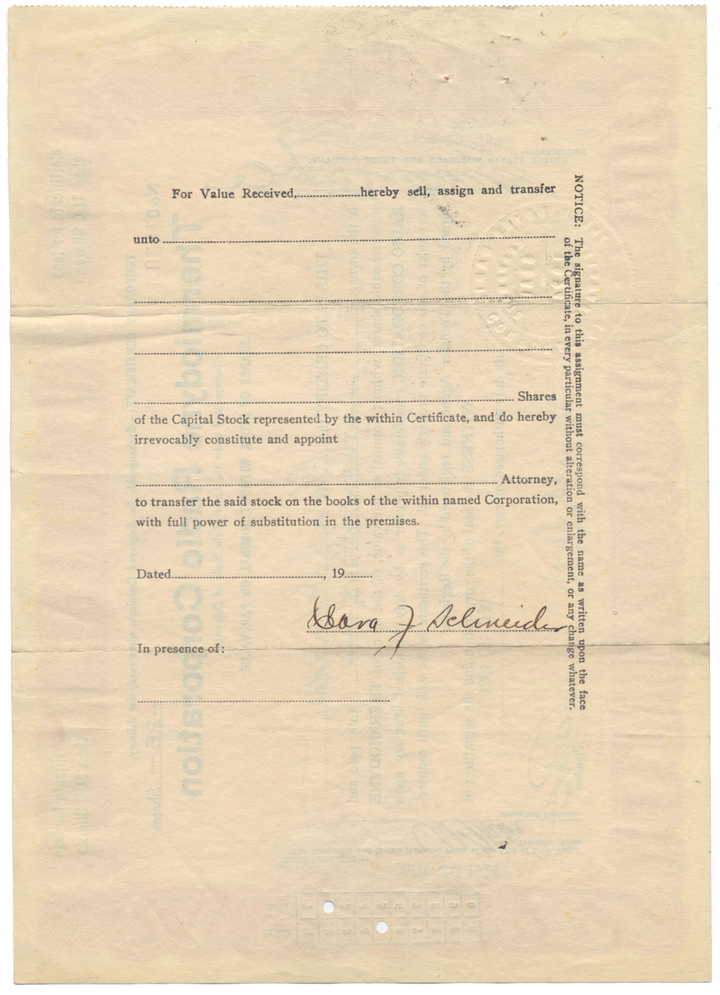 For Value Received,..................hereby sell, assign and transfer
unto
Shares
of the Capital Stock represented by the within Certificate, and do hereby
irrevocably constitute and appoint
Attorney,
to transfer the said stock on the books of the within named Corporation,
with full power of substitution in the premises.
Dated........................................, 19........
F Schneider
In presence of:
NOTICE: The signature to this assignment must correspond with the name as written upon the face
of the Certificate, in every particular without alteration or enlargement, or any change whatever.
Thermiodyne Radio Corporation